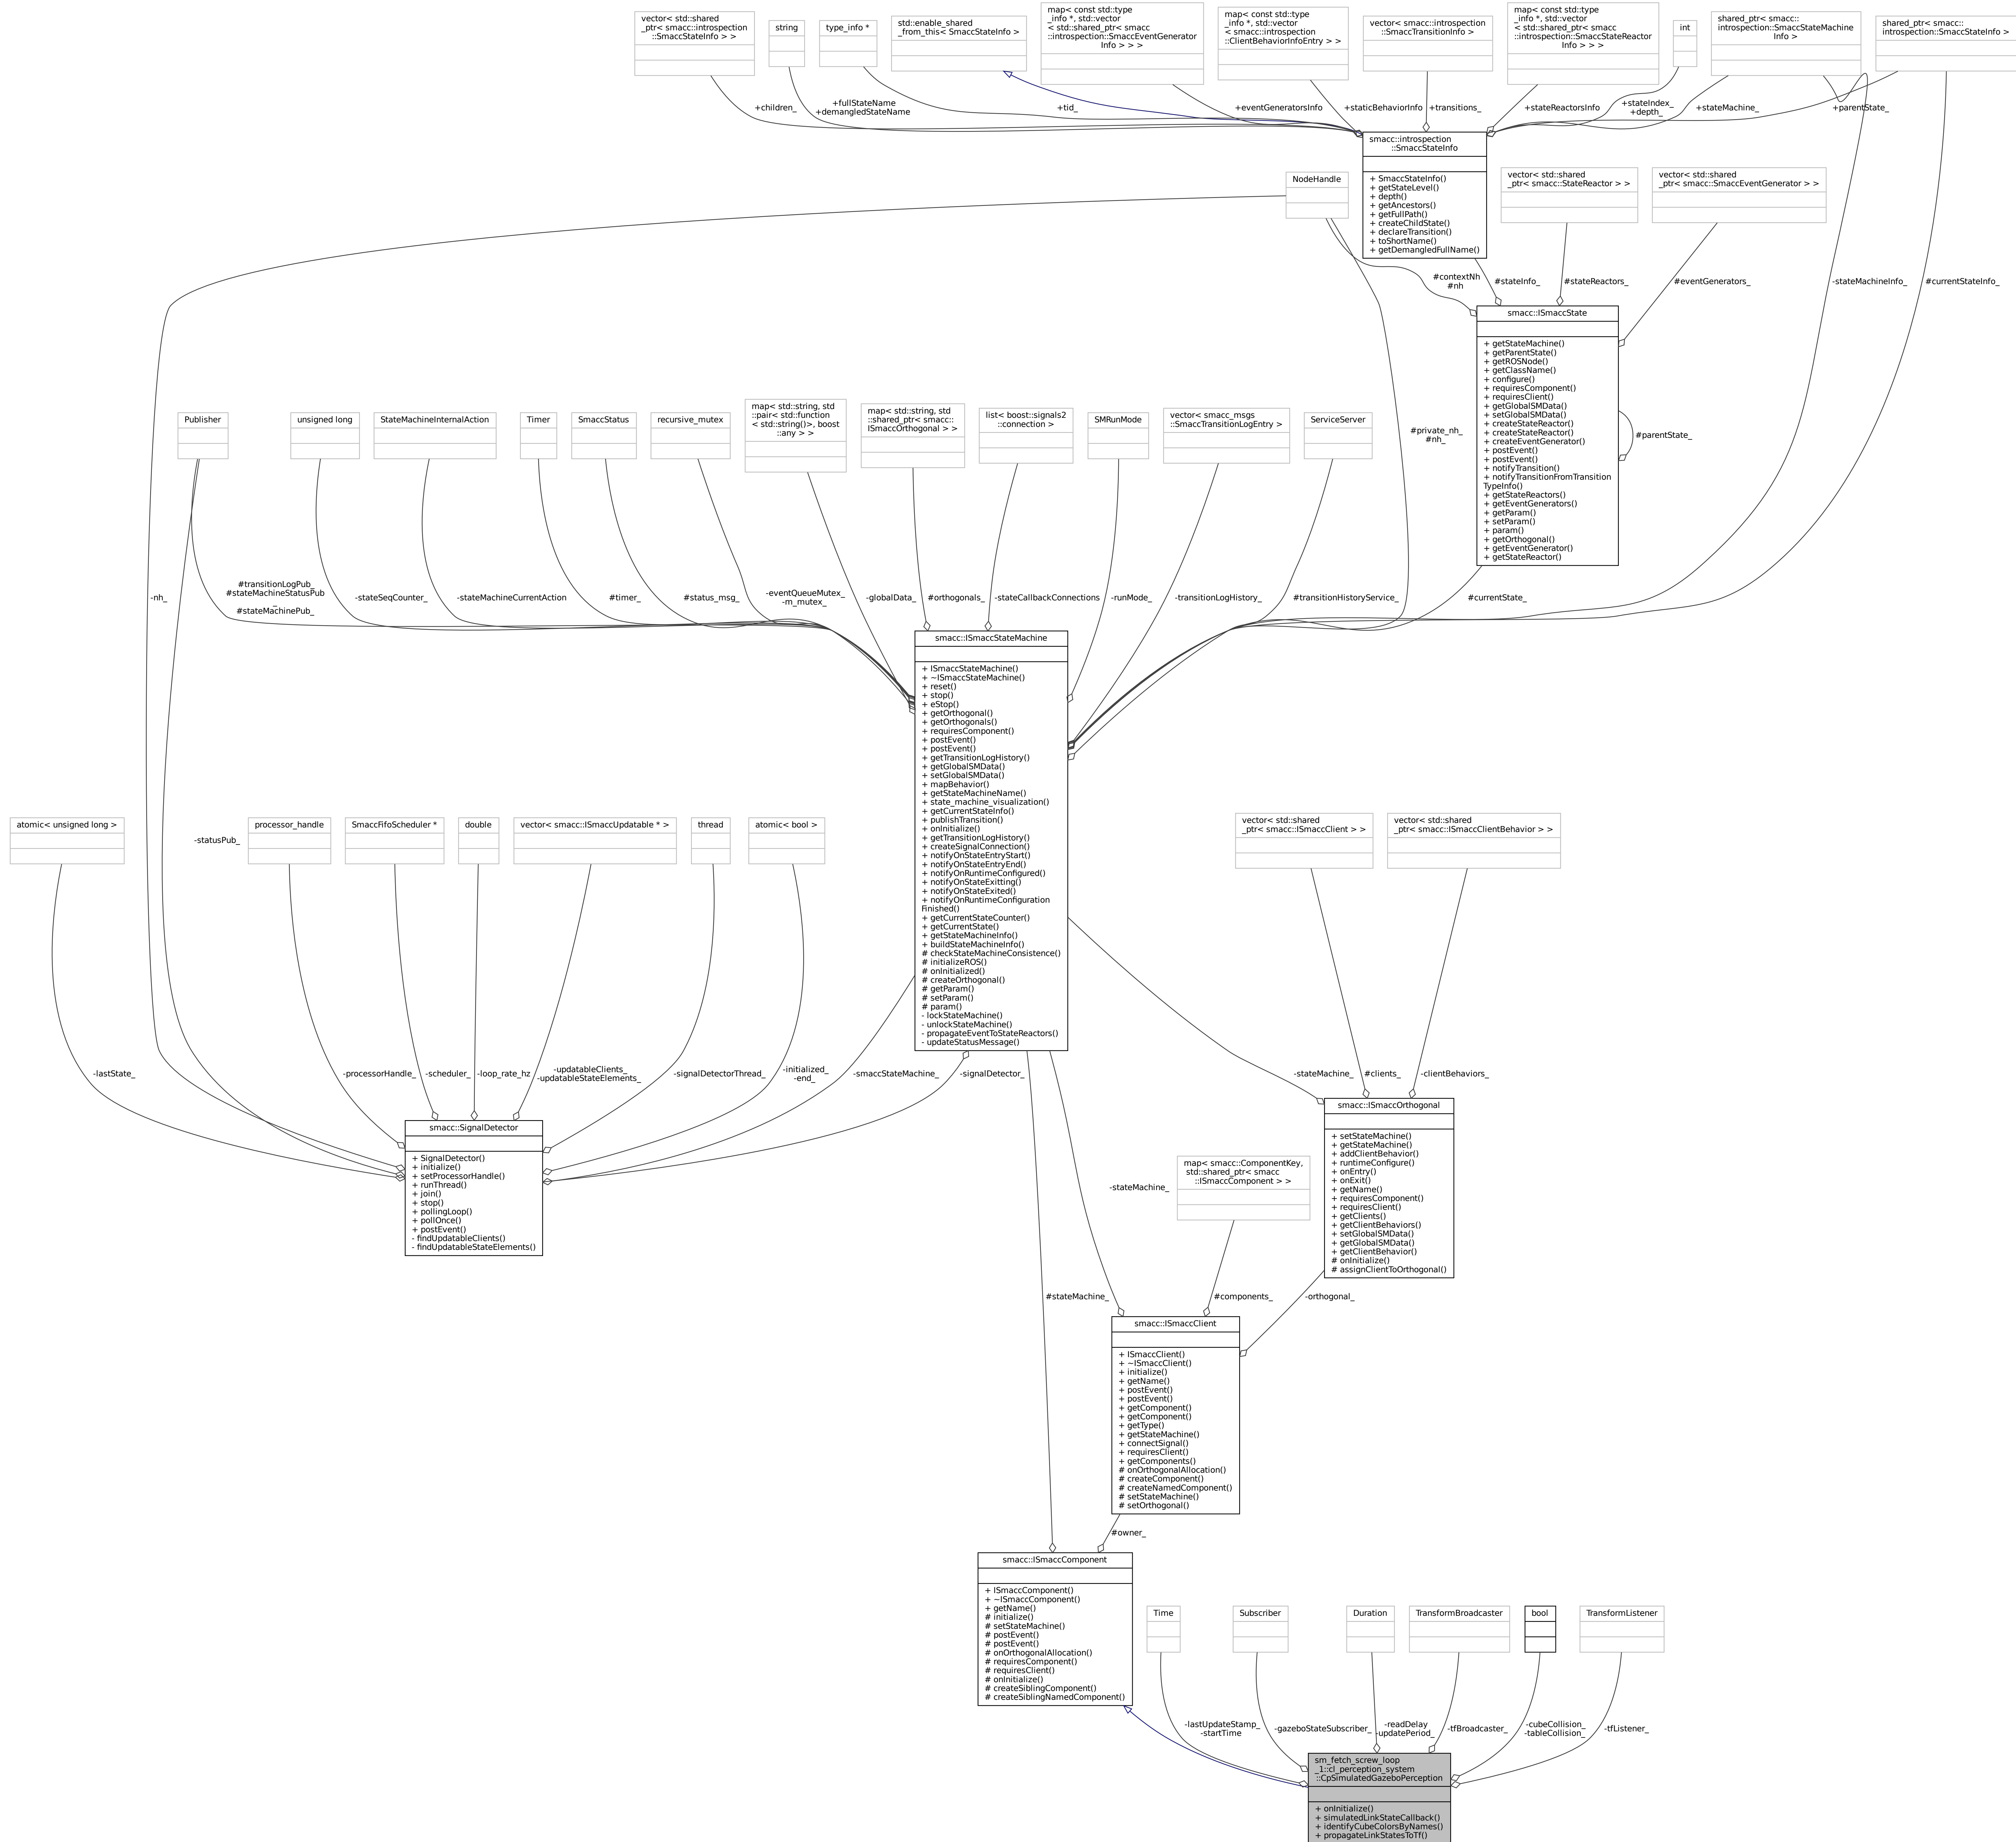 vector< std::shared
_ptr< smacc::introspection
::SmaccStateInfo > >
string
type_info *
std::enable_shared
_from_this< SmaccStateInfo >
map< const std::type
_info *, std::vector
< std::shared_ptr< smacc
::introspection::SmaccEventGenerator
Info > > >
map< const std::type
_info *, std::vector
< smacc::introspection
::ClientBehaviorInfoEntry > >
vector< smacc::introspection
::SmaccTransitionInfo >
map< const std::type
_info *, std::vector
< std::shared_ptr< smacc
::introspection::SmaccStateReactor
Info > > >
int
shared_ptr< smacc::
introspection::SmaccStateMachine
Info >
shared_ptr< smacc::
introspection::SmaccStateInfo >
+children_
+fullStateName
+demangledStateName
+tid_
+eventGeneratorsInfo
+staticBehaviorInfo
+transitions_
+stateReactorsInfo
+stateIndex_
+depth_
+stateMachine_
+parentState_
smacc::introspection
::SmaccStateInfo
+ SmaccStateInfo()
+ getStateLevel()
+ depth()
+ getAncestors()
+ getFullPath()
+ createChildState()
+ declareTransition()
+ toShortName()
+ getDemangledFullName()
NodeHandle
vector< std::shared
_ptr< smacc::StateReactor > >
vector< std::shared
_ptr< smacc::SmaccEventGenerator > >
#contextNh
#nh
#stateInfo_
#stateReactors_
#eventGenerators_
-stateMachineInfo_
#currentStateInfo_
smacc::ISmaccState
+ getStateMachine()
+ getParentState()
+ getROSNode()
+ getClassName()
+ configure()
+ requiresComponent()
+ requiresClient()
+ getGlobalSMData()
+ setGlobalSMData()
+ createStateReactor()
+ createStateReactor()
+ createEventGenerator()
+ postEvent()
+ postEvent()
+ notifyTransition()
+ notifyTransitionFromTransition
TypeInfo()
+ getStateReactors()
+ getEventGenerators()
+ getParam()
+ setParam()
+ param()
+ getOrthogonal()
+ getEventGenerator()
+ getStateReactor()
#parentState_
#private_nh_
#nh_
Publisher
unsigned long
StateMachineInternalAction
Timer
SmaccStatus
recursive_mutex
map< std::string, std
::pair< std::function
< std::string()>, boost
::any > >
map< std::string, std
::shared_ptr< smacc::
ISmaccOrthogonal > >
list< boost::signals2
::connection >
SMRunMode
vector< smacc_msgs
::SmaccTransitionLogEntry >
ServiceServer
-nh_
#transitionLogPub_
#stateMachineStatusPub
_
#stateMachinePub_
-stateSeqCounter_
-stateMachineCurrentAction
#timer_
#status_msg_
-eventQueueMutex_
-m_mutex_
-globalData_
#orthogonals_
-stateCallbackConnections
-runMode_
-transitionLogHistory_
#transitionHistoryService_
#currentState_
smacc::ISmaccStateMachine
+ ISmaccStateMachine()
+ ~ISmaccStateMachine()
+ reset()
+ stop()
+ eStop()
+ getOrthogonal()
+ getOrthogonals()
+ requiresComponent()
+ postEvent()
+ postEvent()
+ getTransitionLogHistory()
+ getGlobalSMData()
+ setGlobalSMData()
+ mapBehavior()
+ getStateMachineName()
+ state_machine_visualization()
+ getCurrentStateInfo()
+ publishTransition()
+ onInitialize()
+ getTransitionLogHistory()
+ createSignalConnection()
+ notifyOnStateEntryStart()
+ notifyOnStateEntryEnd()
+ notifyOnRuntimeConfigured()
+ notifyOnStateExitting()
+ notifyOnStateExited()
+ notifyOnRuntimeConfiguration
Finished()
+ getCurrentStateCounter()
+ getCurrentState()
+ getStateMachineInfo()
+ buildStateMachineInfo()
# checkStateMachineConsistence()
# initializeROS()
# onInitialized()
# createOrthogonal()
# getParam()
# setParam()
# param()
- lockStateMachine()
- unlockStateMachine()
- propagateEventToStateReactors()
- updateStatusMessage()
atomic< unsigned long >
-statusPub_
processor_handle
SmaccFifoScheduler *
double
vector< smacc::ISmaccUpdatable * >
thread
atomic< bool >
vector< std::shared
_ptr< smacc::ISmaccClient > >
vector< std::shared
_ptr< smacc::ISmaccClientBehavior > >
-lastState_
-processorHandle_
-scheduler_
-loop_rate_hz
-updatableClients_
-updatableStateElements_
-signalDetectorThread_
-initialized_
-end_
-smaccStateMachine_
-signalDetector_
-stateMachine_
#clients_
-clientBehaviors_
smacc::SignalDetector
+ SignalDetector()
+ initialize()
+ setProcessorHandle()
+ runThread()
+ join()
+ stop()
+ pollingLoop()
+ pollOnce()
+ postEvent()
- findUpdatableClients()
- findUpdatableStateElements()
smacc::ISmaccOrthogonal
+ setStateMachine()
+ getStateMachine()
+ addClientBehavior()
+ runtimeConfigure()
+ onEntry()
+ onExit()
+ getName()
+ requiresComponent()
+ requiresClient()
+ getClients()
+ getClientBehaviors()
+ setGlobalSMData()
+ getGlobalSMData()
+ getClientBehavior()
# onInitialize()
# assignClientToOrthogonal()
map< smacc::ComponentKey,
std::shared_ptr< smacc
::ISmaccComponent > >
-stateMachine_
#stateMachine_
#components_
-orthogonal_
smacc::ISmaccClient
+ ISmaccClient()
+ ~ISmaccClient()
+ initialize()
+ getName()
+ postEvent()
+ postEvent()
+ getComponent()
+ getComponent()
+ getType()
+ getStateMachine()
+ connectSignal()
+ requiresClient()
+ getComponents()
# onOrthogonalAllocation()
# createComponent()
# createNamedComponent()
# setStateMachine()
# setOrthogonal()
#owner_
smacc::ISmaccComponent
+ ISmaccComponent()
+ ~ISmaccComponent()
+ getName()
# initialize()
# setStateMachine()
# postEvent()
# postEvent()
# onOrthogonalAllocation()
# requiresComponent()
# requiresClient()
# onInitialize()
# createSiblingComponent()
# createSiblingNamedComponent()
Time
Subscriber
Duration
TransformBroadcaster
bool
TransformListener
-lastUpdateStamp_
-startTime
-gazeboStateSubscriber_
-readDelay
-updatePeriod_
-tfBroadcaster_
-cubeCollision_
-tableCollision_
-tfListener_
sm_fetch_screw_loop
_1::cl_perception_system
::CpSimulatedGazeboPerception
+ onInitialize()
+ simulatedLinkStateCallback()
+ identifyCubeColorsByNames()
+ propagateLinkStatesToTf()